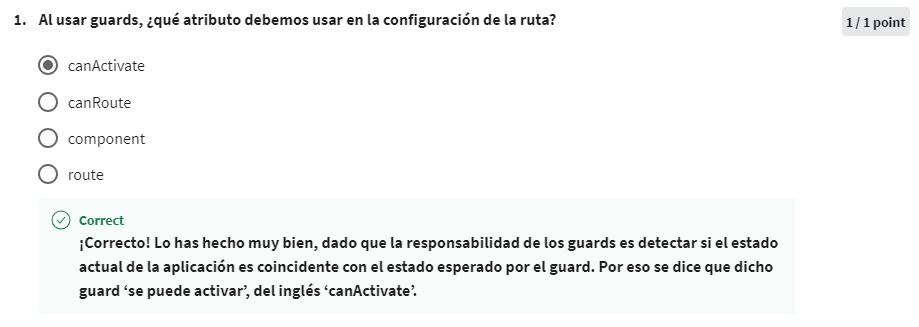 1. Al usar guards, ¿qué atributo debemos usar en la configuración de la ruta?
1 / 1 point
canActivate
canRoute
component
route
Correct
¡Correcto! Lo has hecho muy bien, dado que la responsabilidad de los guards es detectar si el estado
actual de la aplicación es coincidente con el estado esperado por el guard. Por eso se dice que dicho
guard ‘se puede activar’, del inglés ‘canActivate’.